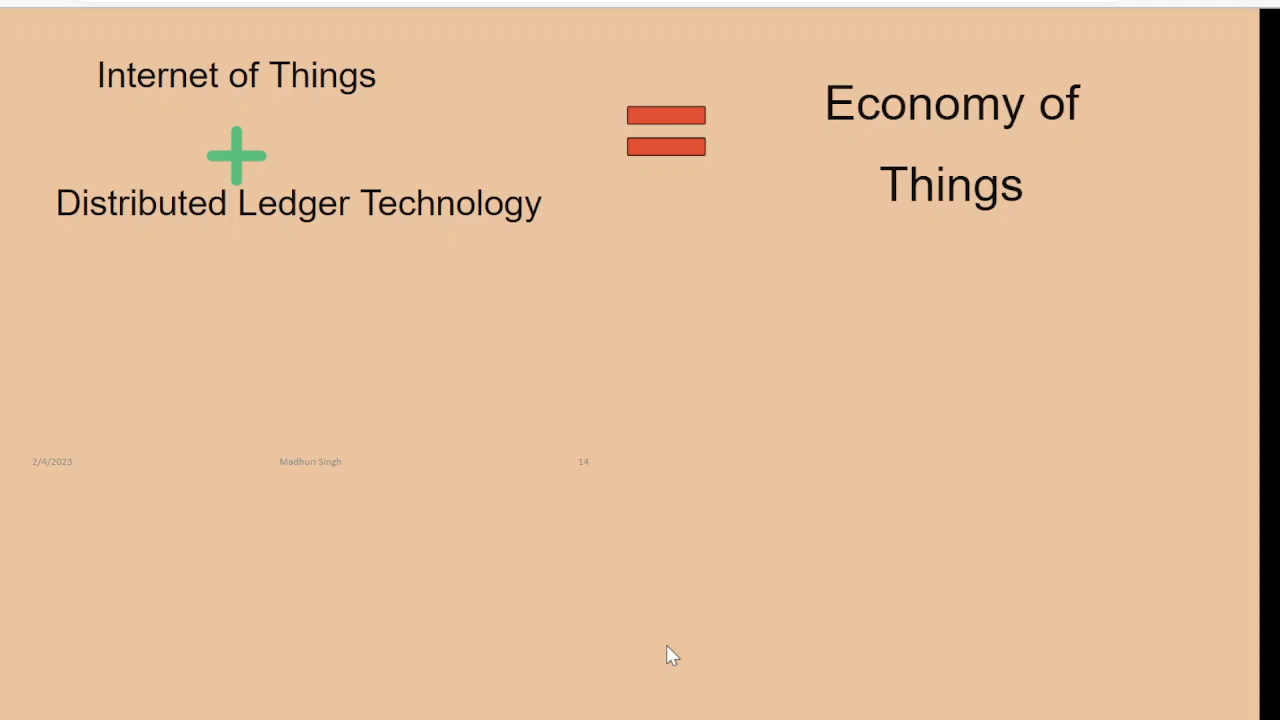 Internet of Things
Distributed Ledger Technology
Economy of
Things
2/4/2023 Madhuri Singh 14